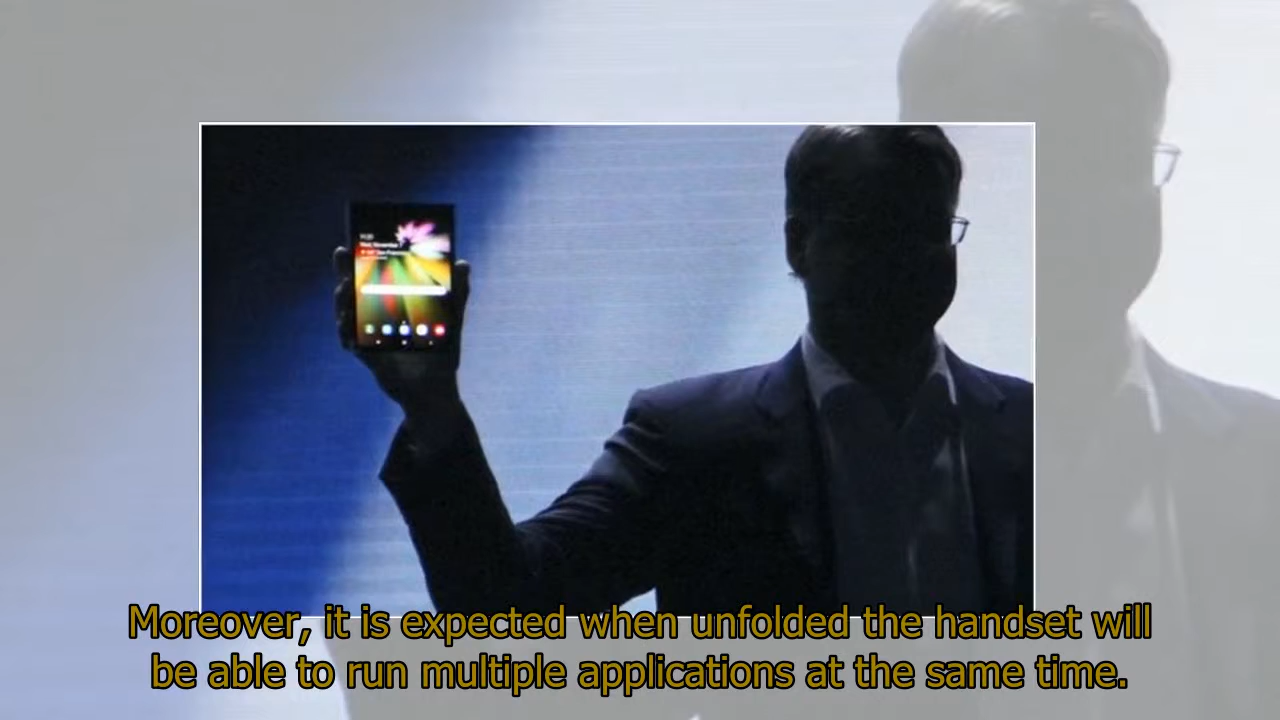 Moreover, it is expected when unfolded the handset will
be able to run multiple applications at the same time.